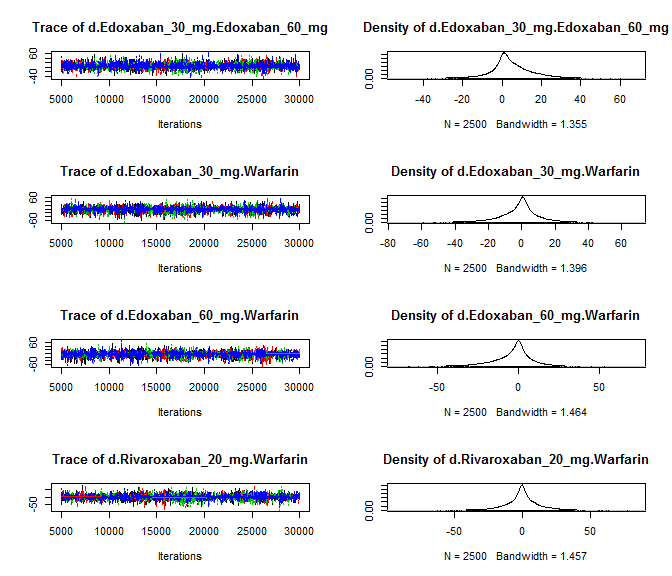 Trace of d.Edoxaban_30_mg.Edoxaban_60_mg
60
-40
5000 10000 15000 20000 25000 30000
Iterations
Density of d.Edoxaban_30_mg.Edoxaban_60_mg
0.00
-40 -20 0 20 40 60
N = 2500 Bandwidth = 1.355
Trace of d.Edoxaban_30_mg.Warfarin
60
-60
5000 10000 15000 20000 25000 30000
Iterations
Density of d.Edoxaban_30_mg.Warfarin
0.00
-80 -60 -40 -20 0 20 40 60
N = 2500 Bandwidth = 1.396
Trace of d.Edoxaban_60_mg.Warfarin
60
-60
5000 10000 15000 20000 25000 30000
Iterations
Density of d.Edoxaban_60_mg.Warfarin
0.00
-50 0 50
N = 2500 Bandwidth = 1.464
Trace of d.Rivaroxaban_20_mg.Warfarin
-50
5000 10000 15000 20000 25000 30000
Iterations
Density of d.Rivaroxaban_20_mg.Warfarin
0.00
-50 0 50
N = 2500 Bandwidth = 1.457